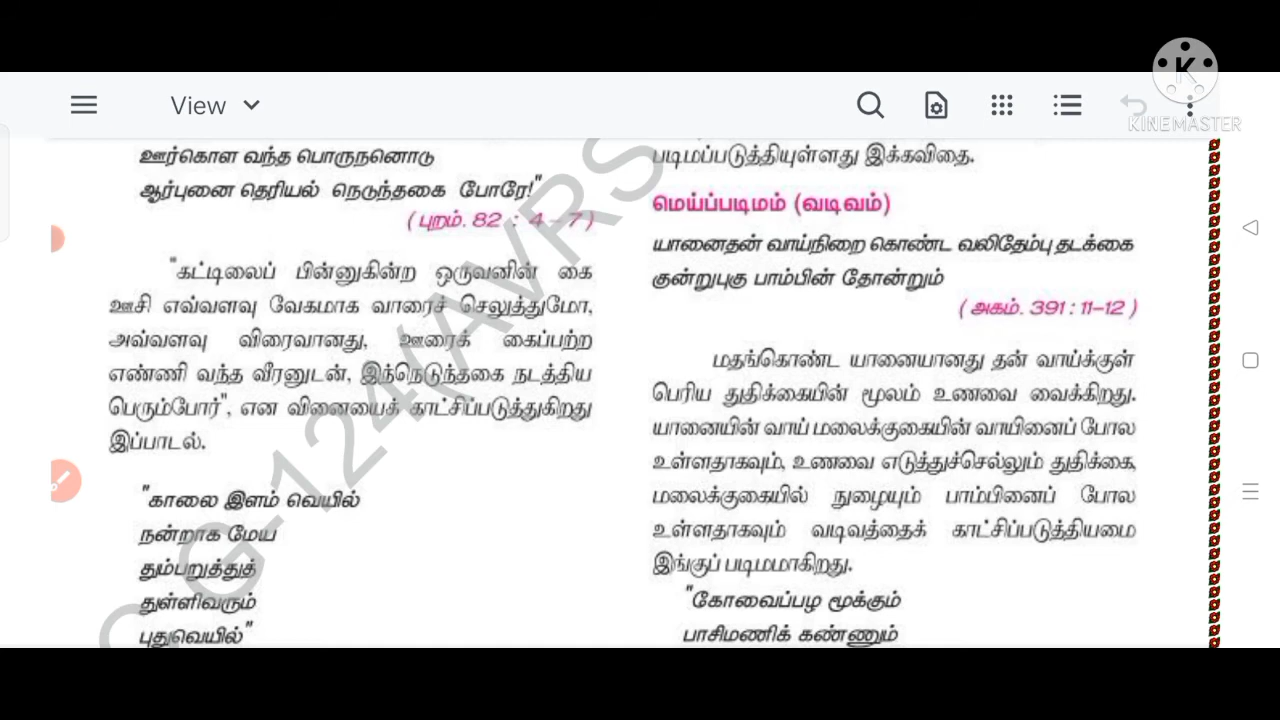 View
KINEMASTER
ஊர்கொள வந்த பொருநனொடு
ஆர்புனை தெரியல் நெடுந்தகை போரே!"
( புறம். 82 : 4 - 7 )
"கட்டிலைப் பின்னுகின்ற ஒருவனின் கை
ஊசி எவ்வளவு வேகமாக வாரைச் செலுத்துமோ,
அவ்வளவு விரைவானது, ஊரைக் கைப்பற்ற
எண்ணி வந்த வீரனுடன், இந்நெடுந்தகை நடத்திய
பெரும்போர்", என வினையைக் காட்சிப்படுத்துகிறது
இப்பாடல்.
"காலை இளம் வெயில்
நன்றாக மேய
தும்பறுத்துத்
துள்ளிவரும்
புதுவெயில்"
படிமப்படுத்தியுள்ளது இக்கவிதை.
மெய்ப்படிமம் (வடிவம்)
யானைதன் வாய்நிறை கொண்ட வலிதேம்பு தடக்கை
குன்றுபுகு பாம்பின் தோன்றும்
( அகம். 391 : 11-12 )
மதங்கொண்ட யானையானது தன் வாய்க்குள்
பெரிய துதிக்கையின் மூலம் உணவை வைக்கிறது.
யானையின் வாய் மலைக்குகையின் வாயினைப் போல
உள்ளதாகவும், உணவை எடுத்துச்செல்லும் துதிக்கை,
மலைக்குகையில் நுழையும் பாம்பினைப் போல
உள்ளதாகவும் வடிவத்தைக் காட்சிப்படுத்தியமை
இங்குப் படிமமாகிறது.
"கோவைப்பழ மூக்கும்
பாசிமணிக் கண்ணும்
G-124(AVRS